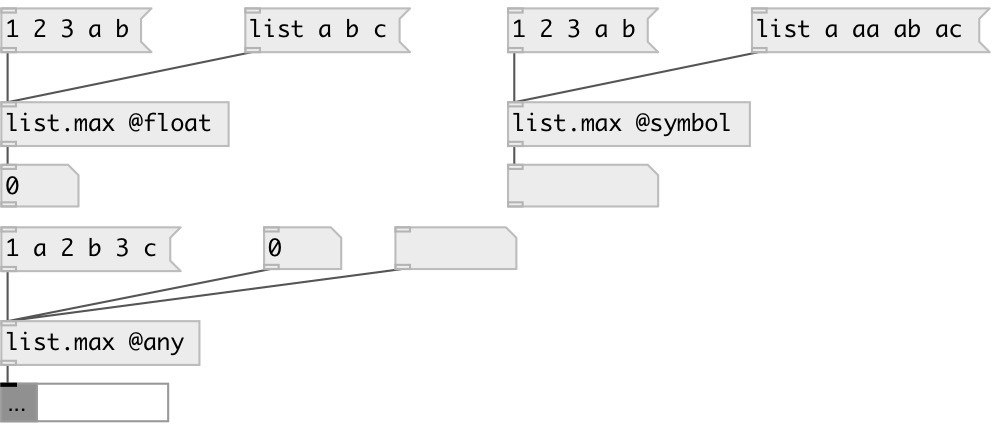 1 2 3 a b
list a b c
1 2 3 a b
list a aa ab ac
list.max @float
list.max @symbol
0
1 a 2 b 3 c
0
list.max @any
...